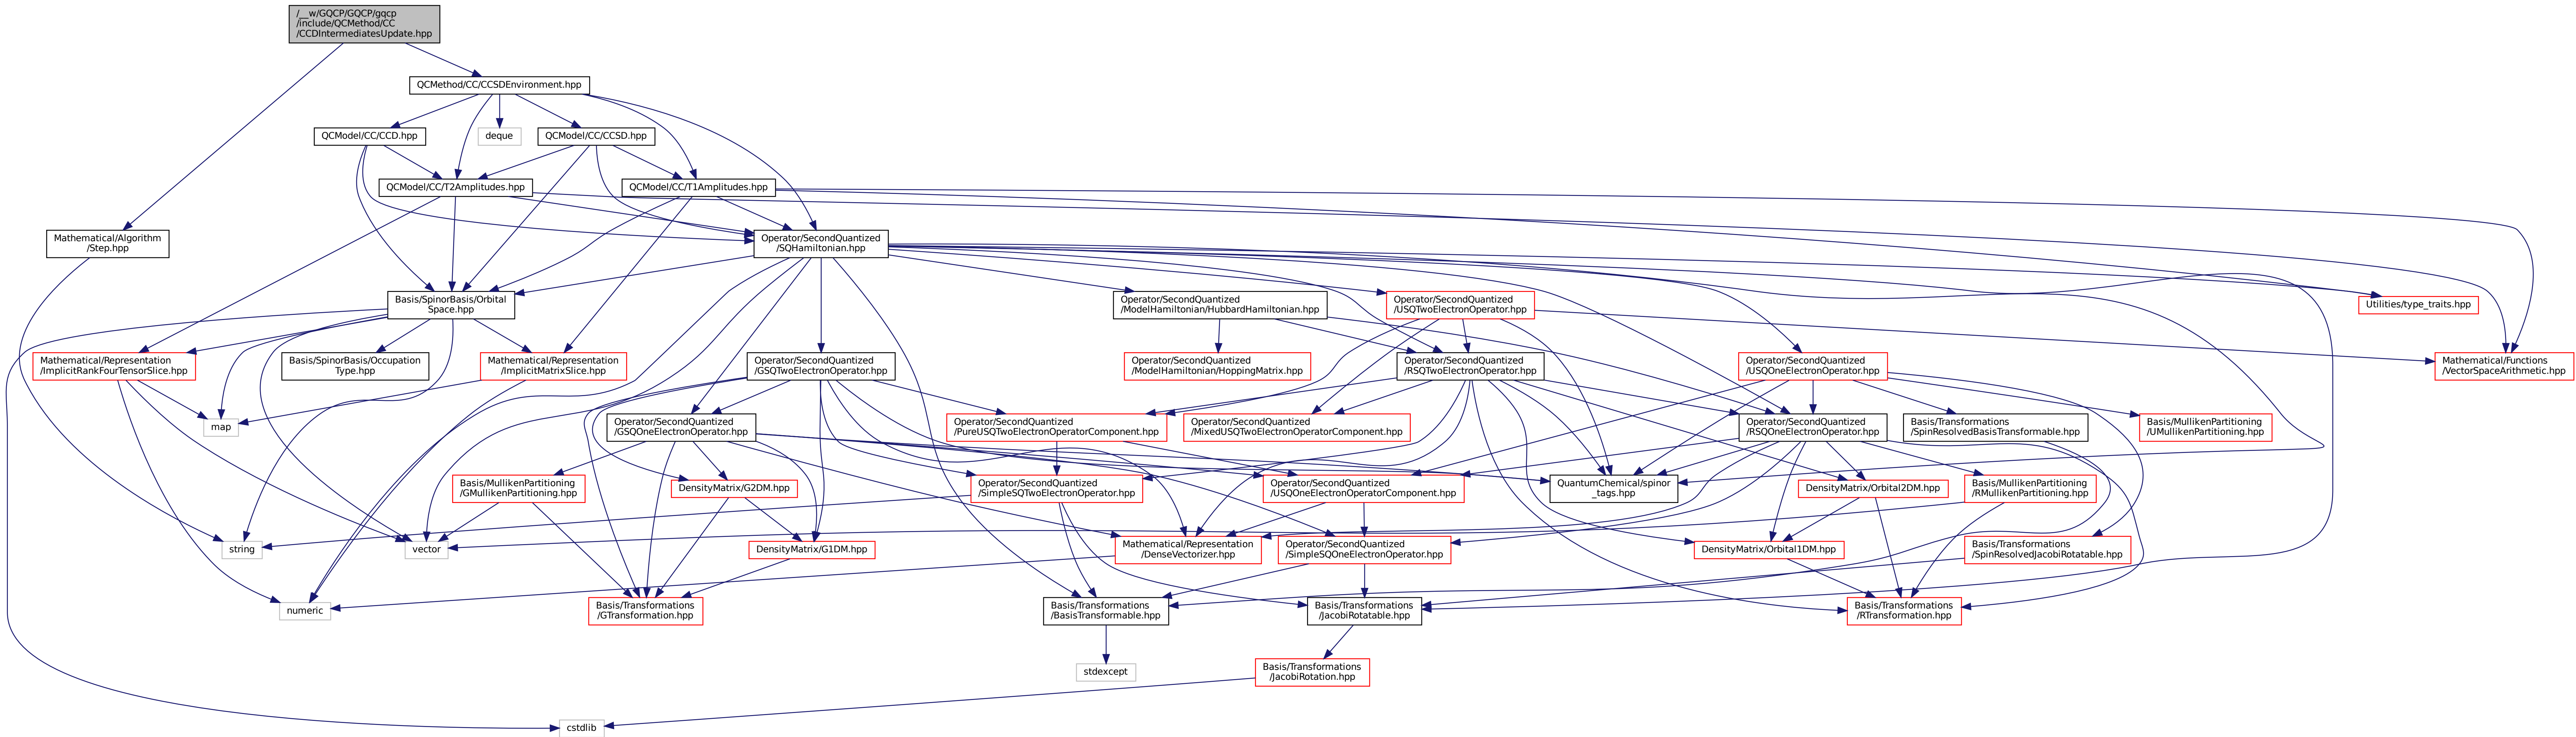 /__w/GQCP/GQCP/gqcp
/include/QCMethod/CC
/CCDIntermediatesUpdate.hpp
QCMethod/CC/CCSDEnvironment.hpp
QCModel/CC/CCD.hpp
deque
QCModel/CC/CCSD.hpp
QCModel/CC/T2Amplitudes.hpp
QCModel/CC/T1Amplitudes.hpp
Mathematical/Algorithm
/Step.hpp
Operator/SecondQuantized
/SQHamiltonian.hpp
Basis/SpinorBasis/Orbital
Space.hpp
Operator/SecondQuantized
/ModelHamiltonian/HubbardHamiltonian.hpp
Operator/SecondQuantized
/USQTwoElectronOperator.hpp
Utilities/type_traits.hpp
Mathematical/Representation
/ImplicitRankFourTensorSlice.hpp
Basis/SpinorBasis/Occupation
Type.hpp
Mathematical/Representation
/ImplicitMatrixSlice.hpp
Operator/SecondQuantized
/GSQTwoElectronOperator.hpp
Operator/SecondQuantized
/ModelHamiltonian/HoppingMatrix.hpp
Operator/SecondQuantized
/RSQTwoElectronOperator.hpp
Operator/SecondQuantized
/USQOneElectronOperator.hpp
Mathematical/Functions
/VectorSpaceArithmetic.hpp
map
Operator/SecondQuantized
/GSQOneElectronOperator.hpp
Operator/SecondQuantized
/PureUSQTwoElectronOperatorComponent.hpp
Operator/SecondQuantized
/MixedUSQTwoElectronOperatorComponent.hpp
Operator/SecondQuantized
/RSQOneElectronOperator.hpp
Basis/Transformations
/SpinResolvedBasisTransformable.hpp
Basis/MullikenPartitioning
/UMullikenPartitioning.hpp
Basis/MullikenPartitioning
/GMullikenPartitioning.hpp
DensityMatrix/G2DM.hpp
Operator/SecondQuantized
/SimpleSQTwoElectronOperator.hpp
Operator/SecondQuantized
/USQOneElectronOperatorComponent.hpp
QuantumChemical/spinor
_tags.hpp
DensityMatrix/Orbital2DM.hpp
Basis/MullikenPartitioning
/RMullikenPartitioning.hpp
string
vector
DensityMatrix/G1DM.hpp
Mathematical/Representation
/DenseVectorizer.hpp
Operator/SecondQuantized
/SimpleSQOneElectronOperator.hpp
DensityMatrix/Orbital1DM.hpp
Basis/Transformations
/SpinResolvedJacobiRotatable.hpp
numeric
Basis/Transformations
/GTransformation.hpp
Basis/Transformations
/BasisTransformable.hpp
Basis/Transformations
/JacobiRotatable.hpp
Basis/Transformations
/RTransformation.hpp
stdexcept
Basis/Transformations
/JacobiRotation.hpp
cstdlib